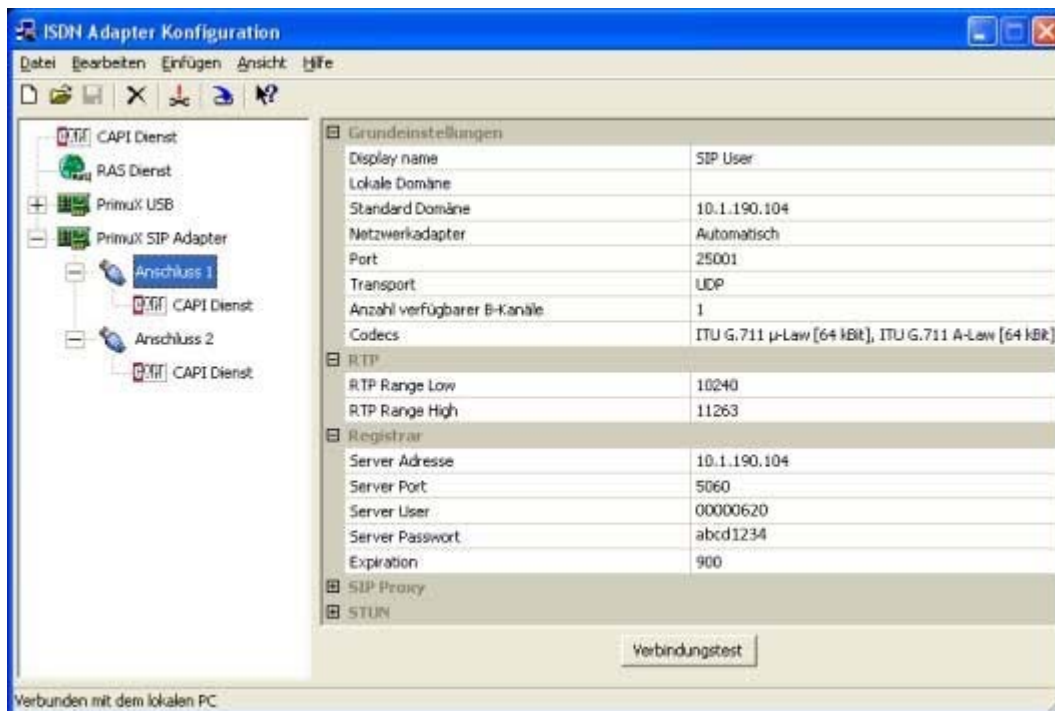 ISDN Adapter Konfiguration
Datei Bearbeiten Einfügen Ansicht Hilfe
CAPI Dienst
RAS Dienst
PrimuX USB
PrimuX SIP Adapter
Anschluss 1
CAPI Dienst
Anschluss 2
CAPI Dienst
Grundeinstellungen
Display name SIP User
Lokale Domäne
Standard Domäne 10.1.190.104
Netzwerkadapter Automatisch
Port 25001
Transport UDP
Anzahl verfügbarer B-Kanäle 1
Codecs ITU G.711 µ-Law [64 kBit], ITU G.711 A-Law [64 kBit]
RTP
RTP Range Low 10240
RTP Range High 11263
Registrar
Server Adresse 10.1.190.104
Server Port 5060
Server User 00000620
Server Passwort abcd1234
Expiration 900
SIP Proxy
STUN
Verbindungstest
Verbunden mit dem lokalen PC